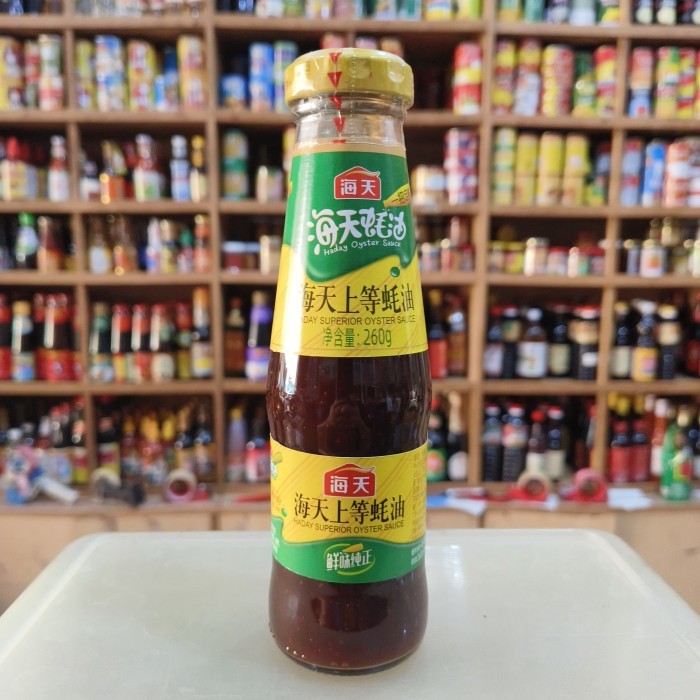 海天
海天蚝油
Haday Oyster Sauce
海天上等蚝油
HADAY SUPERIOR OYSTER SAUCE
净含量: 260g
海天
海天上等蚝油
HADAY SUPERIOR OYSTER SAUCE
鲜味纯正